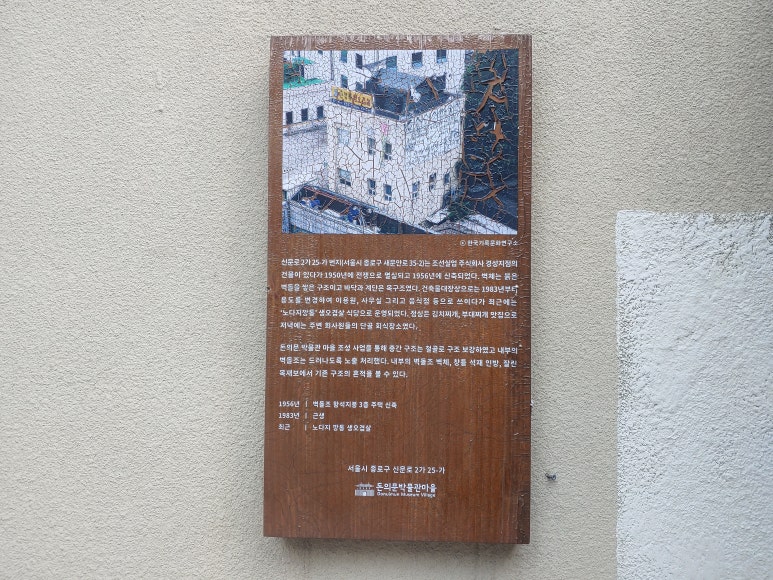 ⓒ 한국기록문화연구소
신문로2가 25-가 번지(서울시 종로구 새문안로 35-2)는 조선실업 주식회사 경성지점의
건물이 있다가 1950년에 전쟁으로 멸실되고 1956년에 신축되었다. 벽체는 붉은
벽돌을 쌓은 구조이고 바닥과 계단은 목구조였다. 건축물대장상으로는 1983년부터
용도를 변경하여 이용원, 사무실 그리고 음식점 등으로 쓰이다가 최근에는
'노다지깡통' 생오겹살 식당으로 운영되었다. 점심은 김치찌개, 부대찌개 맛집으로
저녁에는 주변 회사원들의 단골 회식장소였다.
돈의문 박물관 마을 조성 사업를 통해 중간 구조는 철골로 구조 보강하였고 내부의
벽돌조는 드러나도록 노출 처리했다. 내부의 벽돌조 벽체, 창틀 석재 인방, 잘린
목재보에서 기존 구조의 흔적을 볼 수 있다.
1956년 | 벽돌조 함석지붕 3층 주택 신축
1983년 | 근생
최근 | 노다지 깡통 생오겹살
서울시 종로구 신문로 2가 25-가
돈의문박물관마을
Donuimun Museum Village